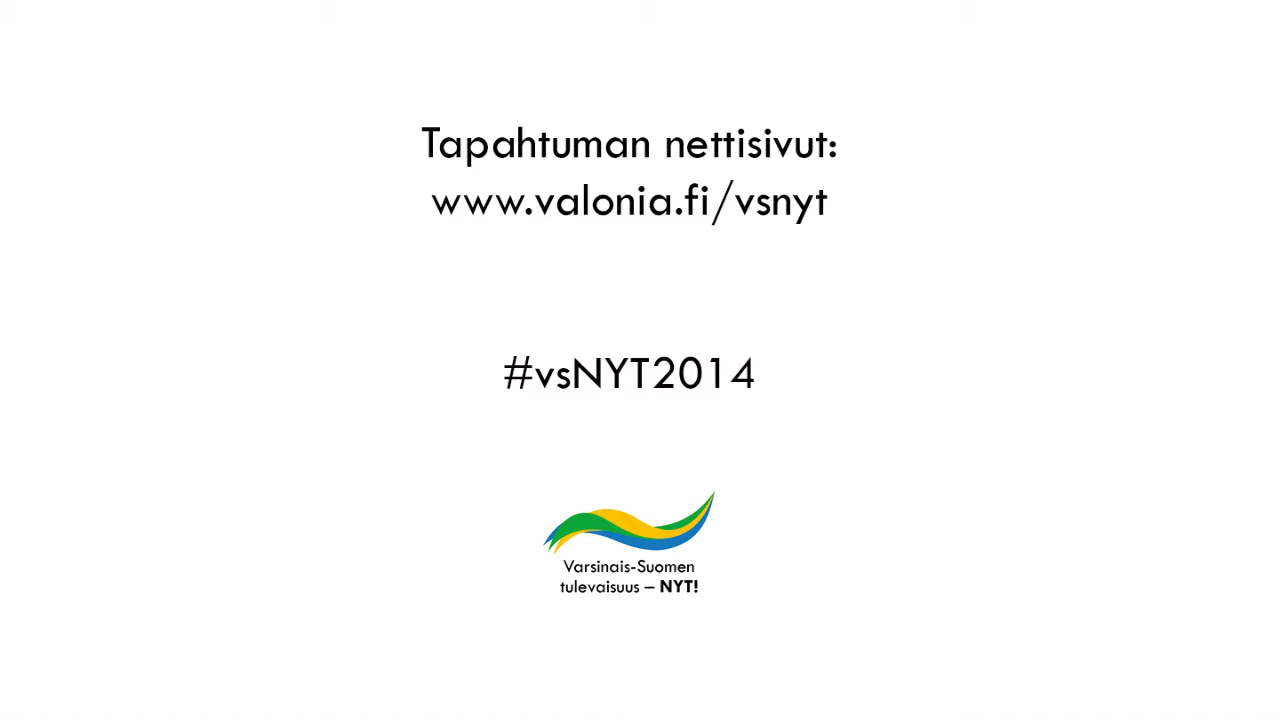 Tapahtuman nettisivut:
www.valonia.fi/vsnyt
#vsNYT2014
Varsinais-Suomen
tulevaisuus – NYT!